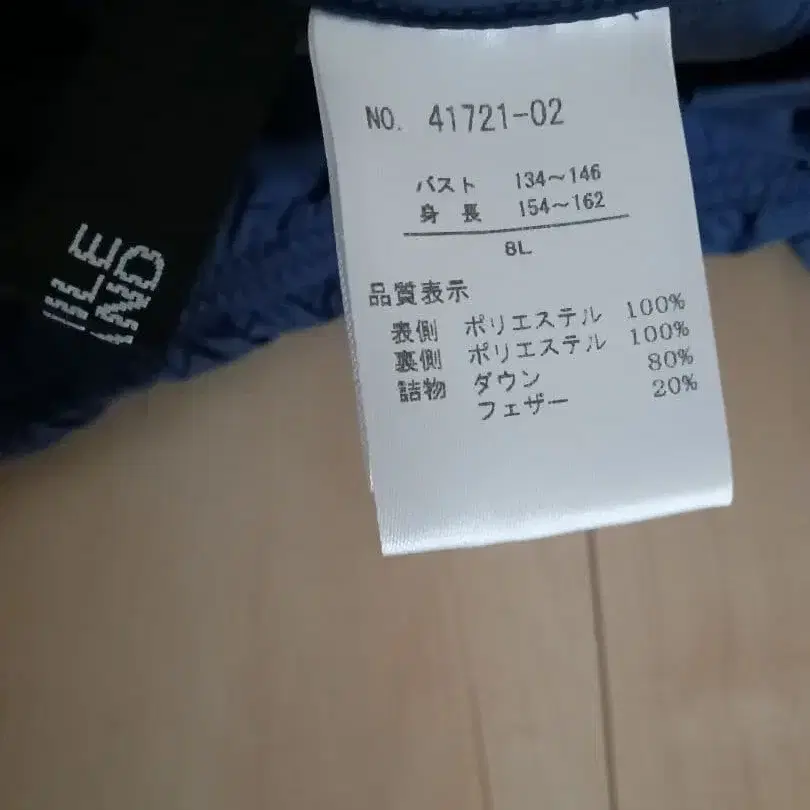 NO. 41721-02
バスト 134～146
身長 154～162
8L
品質表示
表側 ポリエステル 100%
裏側 ポリエステル 100%
詰物 ダウン 80%
フェザー 20%